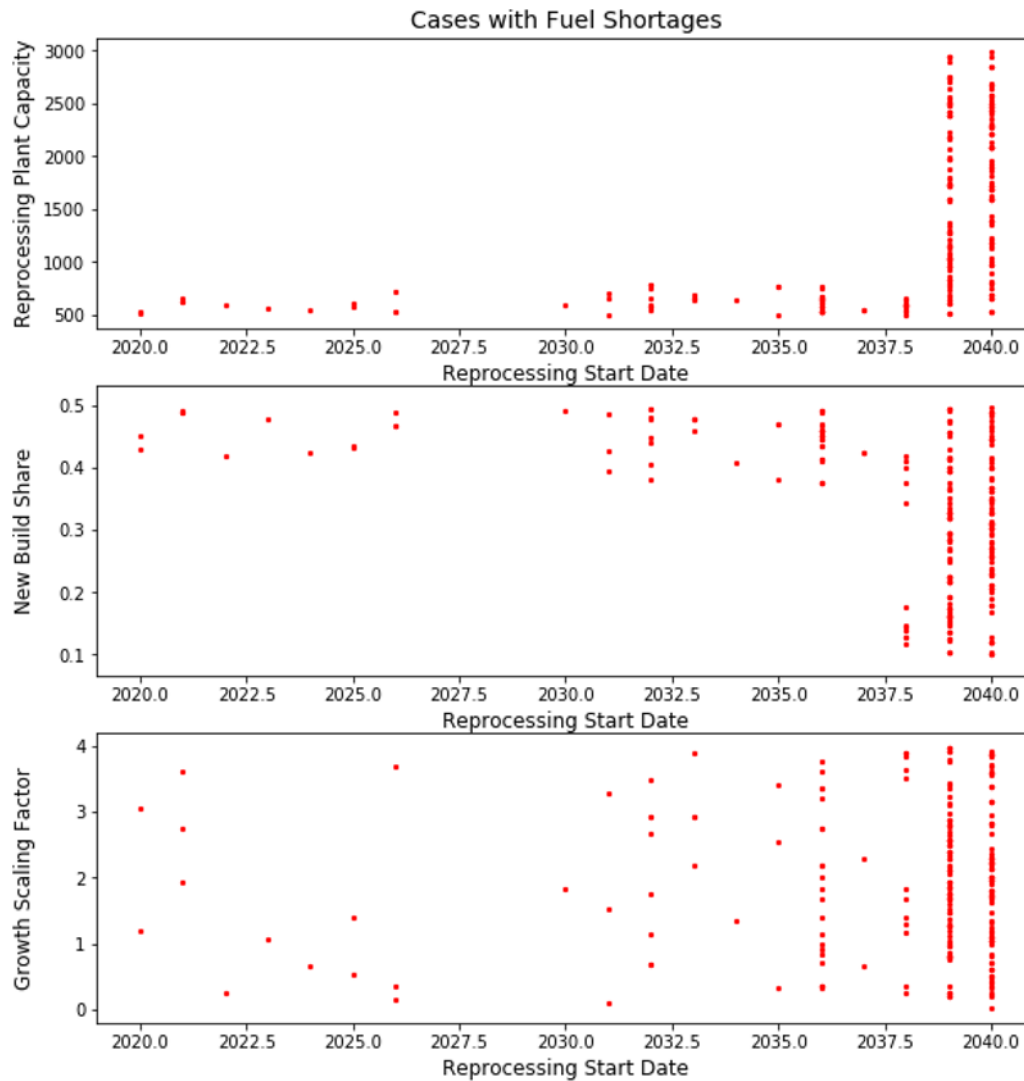 Cases with Fuel Shortages
Reprocessing Plant Capacity
3000
2500
2000
1500
1000
500
2020.0 2022.5 2025.0 2027.5 2030.0 2032.5 2035.0 2037.5 2040.0
Reprocessing Start Date
New Build Share
0.5
0.4
0.3
0.2
0.1
2020.0 2022.5 2025.0 2027.5 2030.0 2032.5 2035.0 2037.5 2040.0
Reprocessing Start Date
Growth Scaling Factor
4
3
2
1
0
2020.0 2022.5 2025.0 2027.5 2030.0 2032.5 2035.0 2037.5 2040.0
Reprocessing Start Date